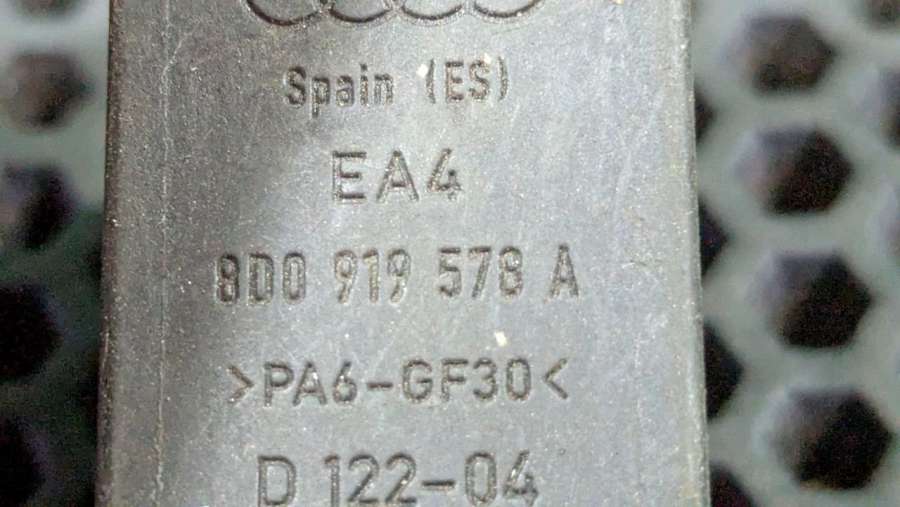 Spain (ES)
EA4
8D0 919 578 A
>PA6-GF30<
D 122-04